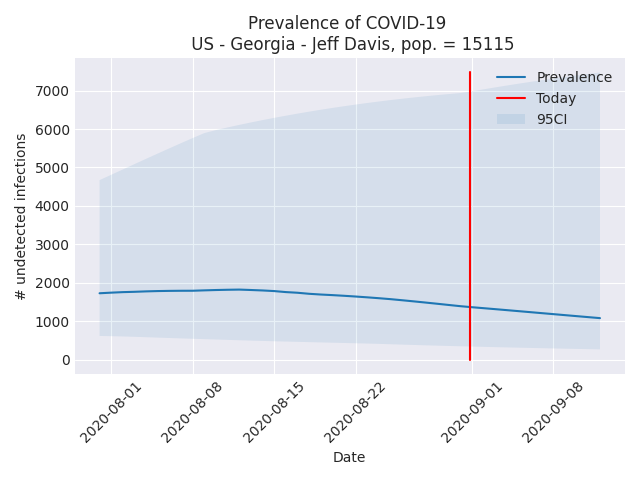 Prevalence of COVID-19
US - Georgia - Jeff Davis, pop. = 15115
Prevalence
Today
95CI
# undetected infections
7000
6000
5000
4000
3000
2000
1000
0
2020-08-01
2020-08-08
2020-08-15
2020-08-22
2020-09-01
2020-09-08
Date